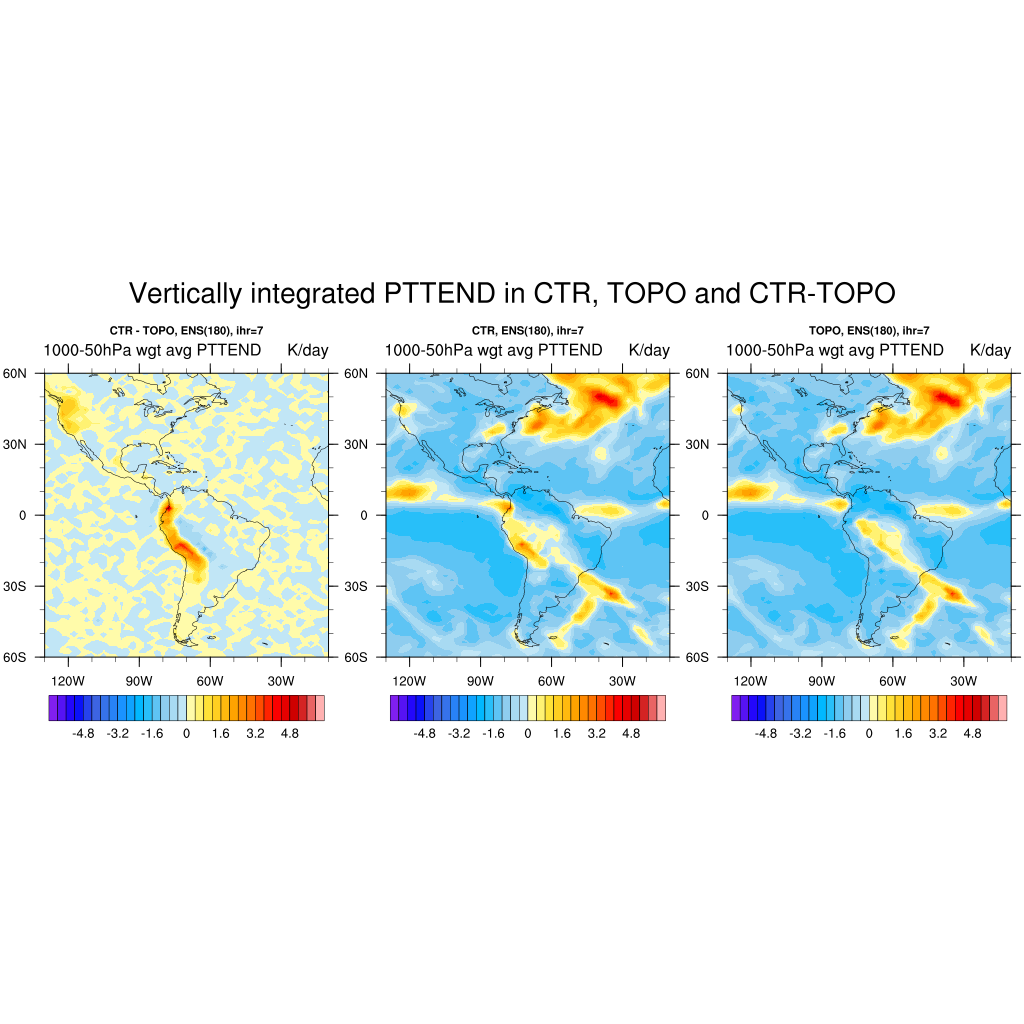 Vertically integrated PTTEND in CTR, TOPO and CTR-TOPO
CTR - TOPO, ENS(180), ihr=7
1000-50hPa wgt avg PTTEND K/day
60N
30N
0
30S
60S
120W 90W 60W 30W
-4.8 -3.2 -1.6 0 1.6 3.2 4.8
CTR, ENS(180), ihr=7
1000-50hPa wgt avg PTTEND K/day
60N
30N
0
30S
60S
120W 90W 60W 30W
-4.8 -3.2 -1.6 0 1.6 3.2 4.8
TOPO, ENS(180), ihr=7
1000-50hPa wgt avg PTTEND K/day
60N
30N
0
30S
60S
120W 90W 60W 30W
-4.8 -3.2 -1.6 0 1.6 3.2 4.8